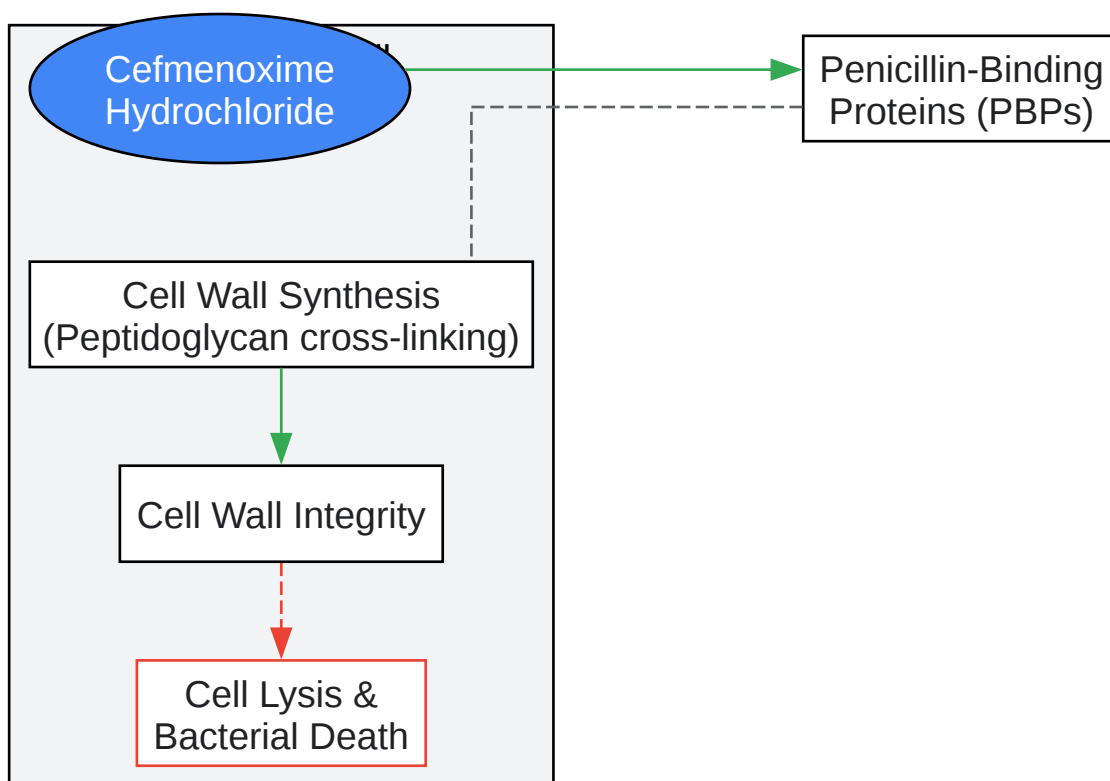 Cefmenoxime
Hydrochloride
Penicillin-Binding
Proteins (PBPs)
Cell Wall Synthesis
(Peptidoglycan cross-linking)
Cell Wall Integrity
Cell Lysis &
Bacterial Death